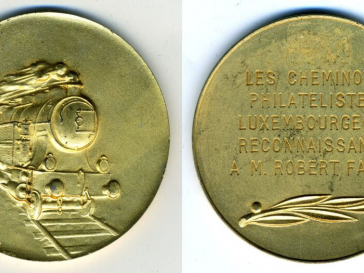 LES CHEMINO
PHILATELISTE
LUXEMBOURGE
RECONNAISSAN
A M. ROBERT FA